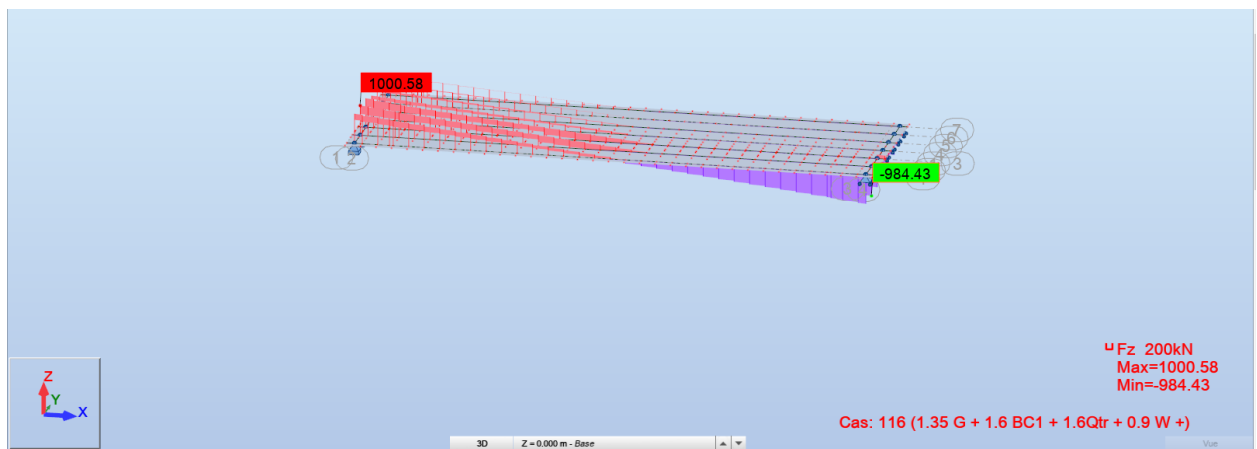 1000.58
7
3
1
2
-984.43
Fz 200kN
Max=1000.58
Min=-984.43
Cas: 116 (1.35 G + 1.6 BC1 + 1.6Qtr + 0.9 W +)
Z
Y
X
3D Z = 0.000 m - Base
Vue